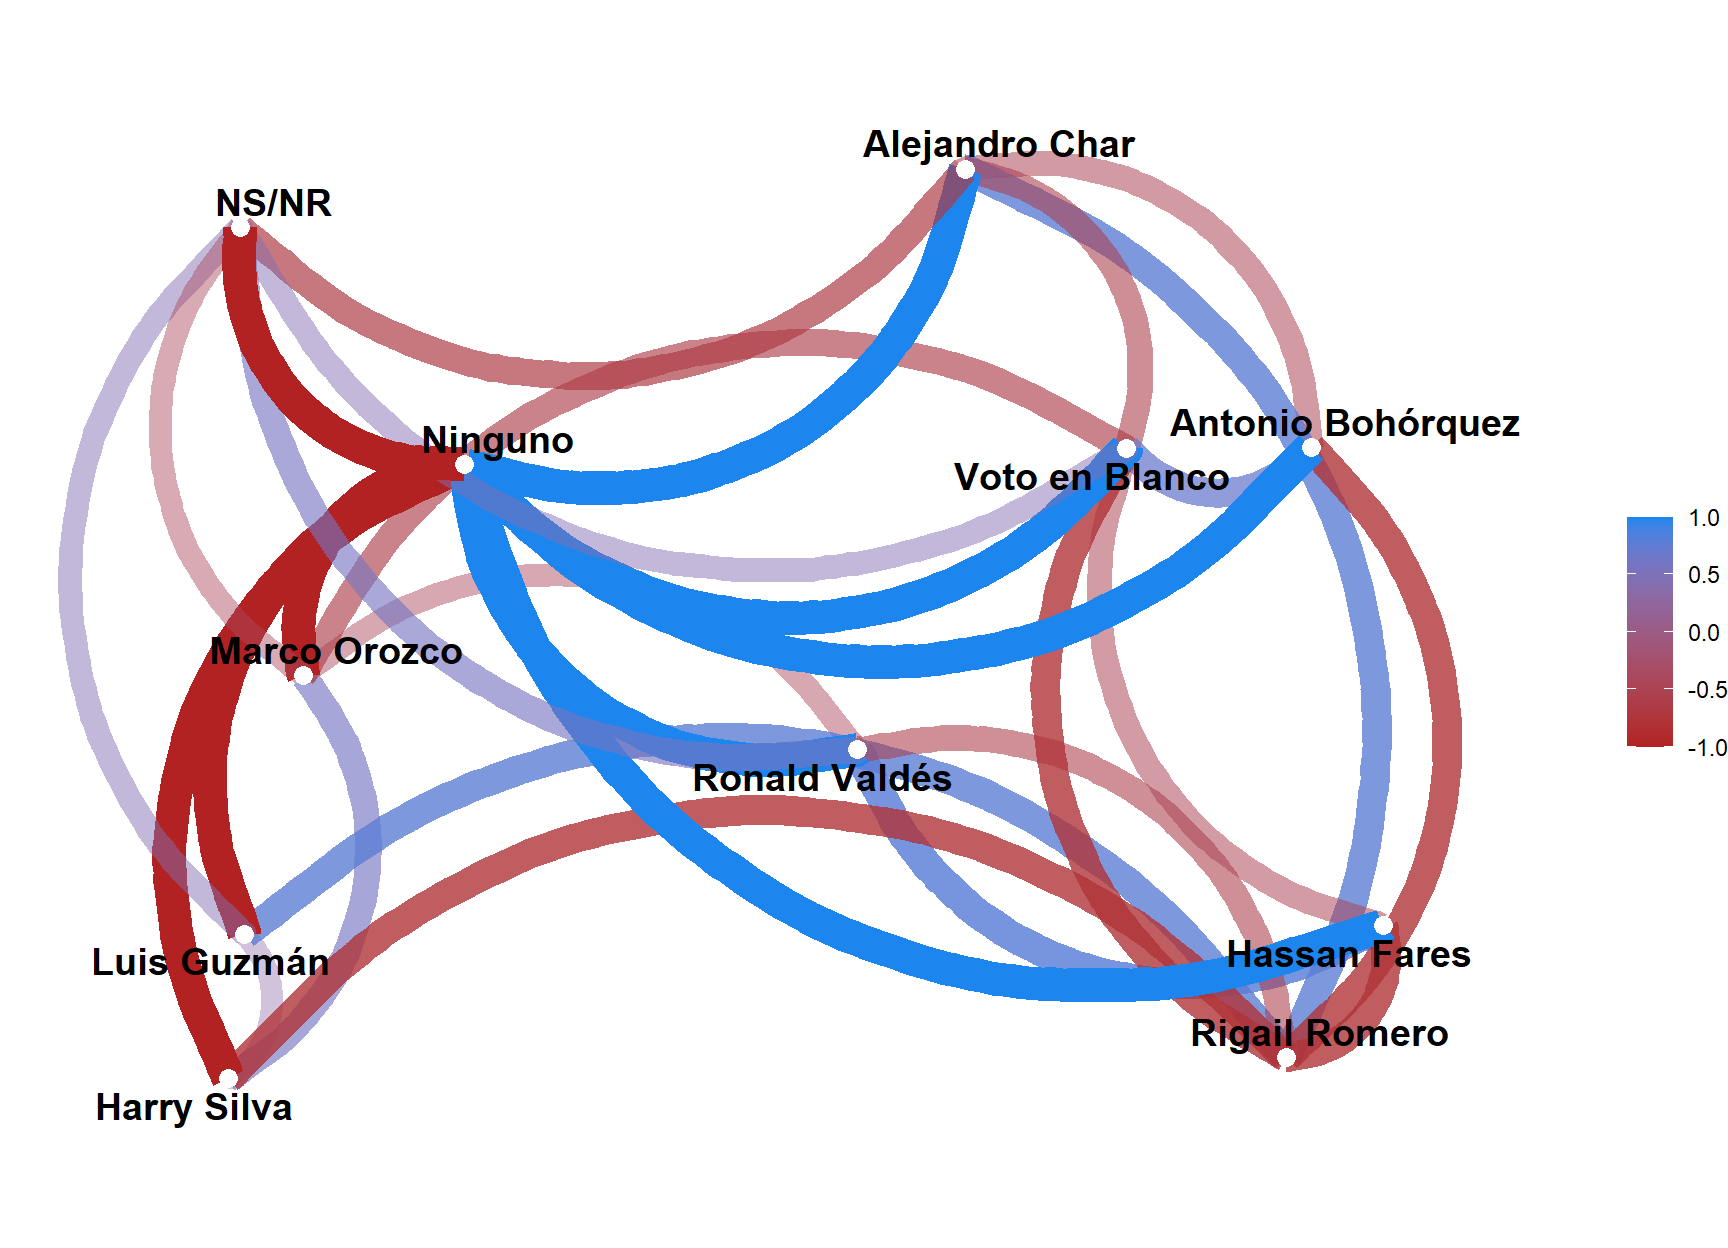 Alejandro Char
NS/NR
Antonio Bohórquez
Ninguno
Voto en Blanco
1.0
0.5
0.0
-0.5
-1.0
Marco Orozco
Ronald Valdés
Luis Guzmán
Hassan Fares
Rigail Romero
Harry Silva